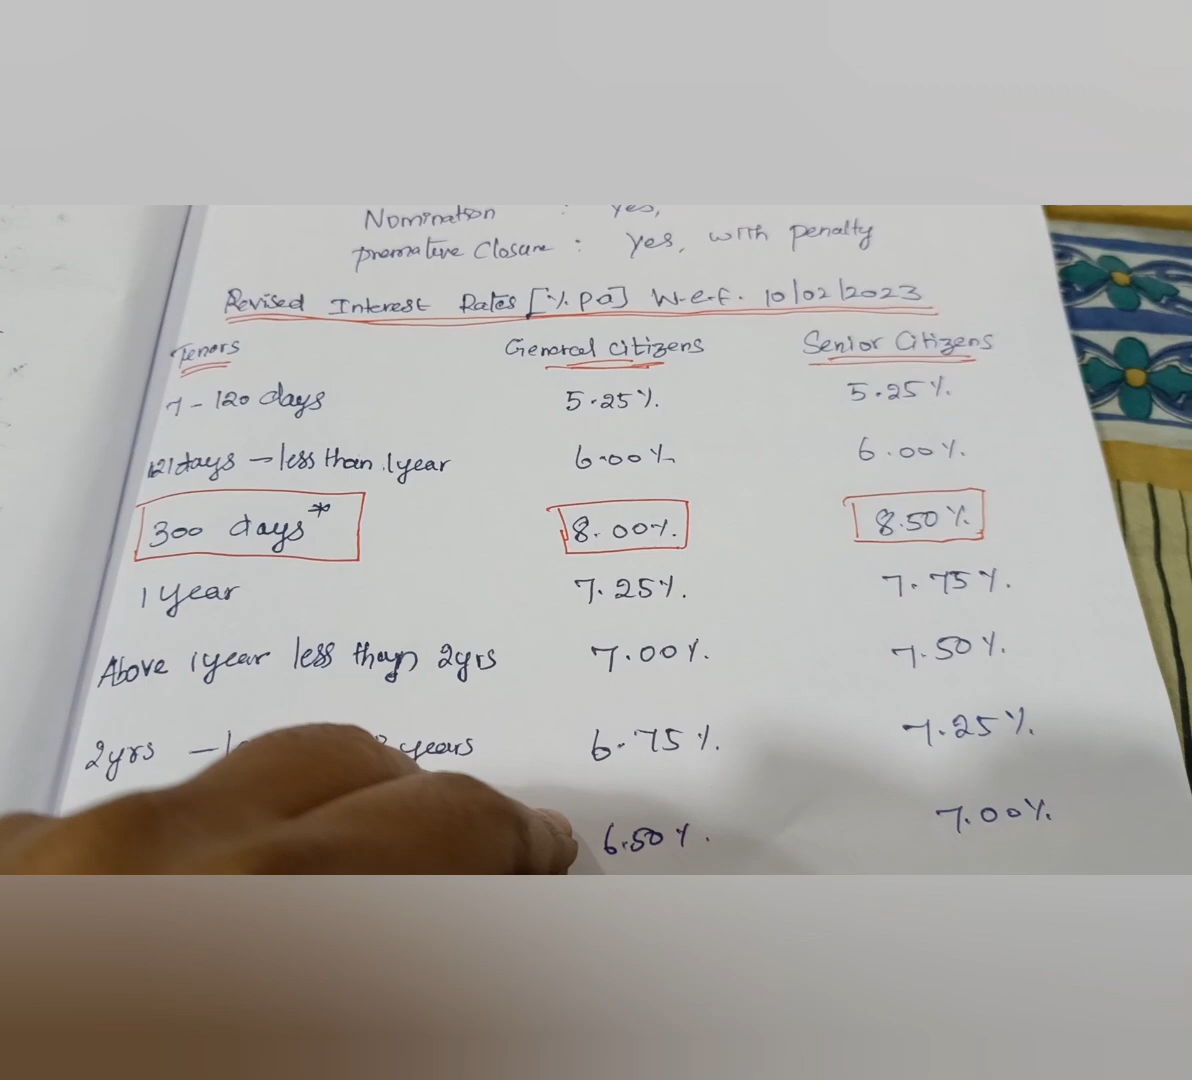 Nomination : Yes,
premative Closure : Yes, with penalty
Revised Interest Rates [% pa] W.e.f. 10/02/2023
Tenors General citizens Senior Citizens
7 - 120 days 5.25% 5.25%
121 days - less than 1 year 6.00% 6.00%
300 days* 8.00% 8.50%
1 year 7.25% 7.75%
Above 1 year less than 2 yrs 7.00% 7.50%
2 yrs - years 6.75% 7.25%
6.50% 7.00%